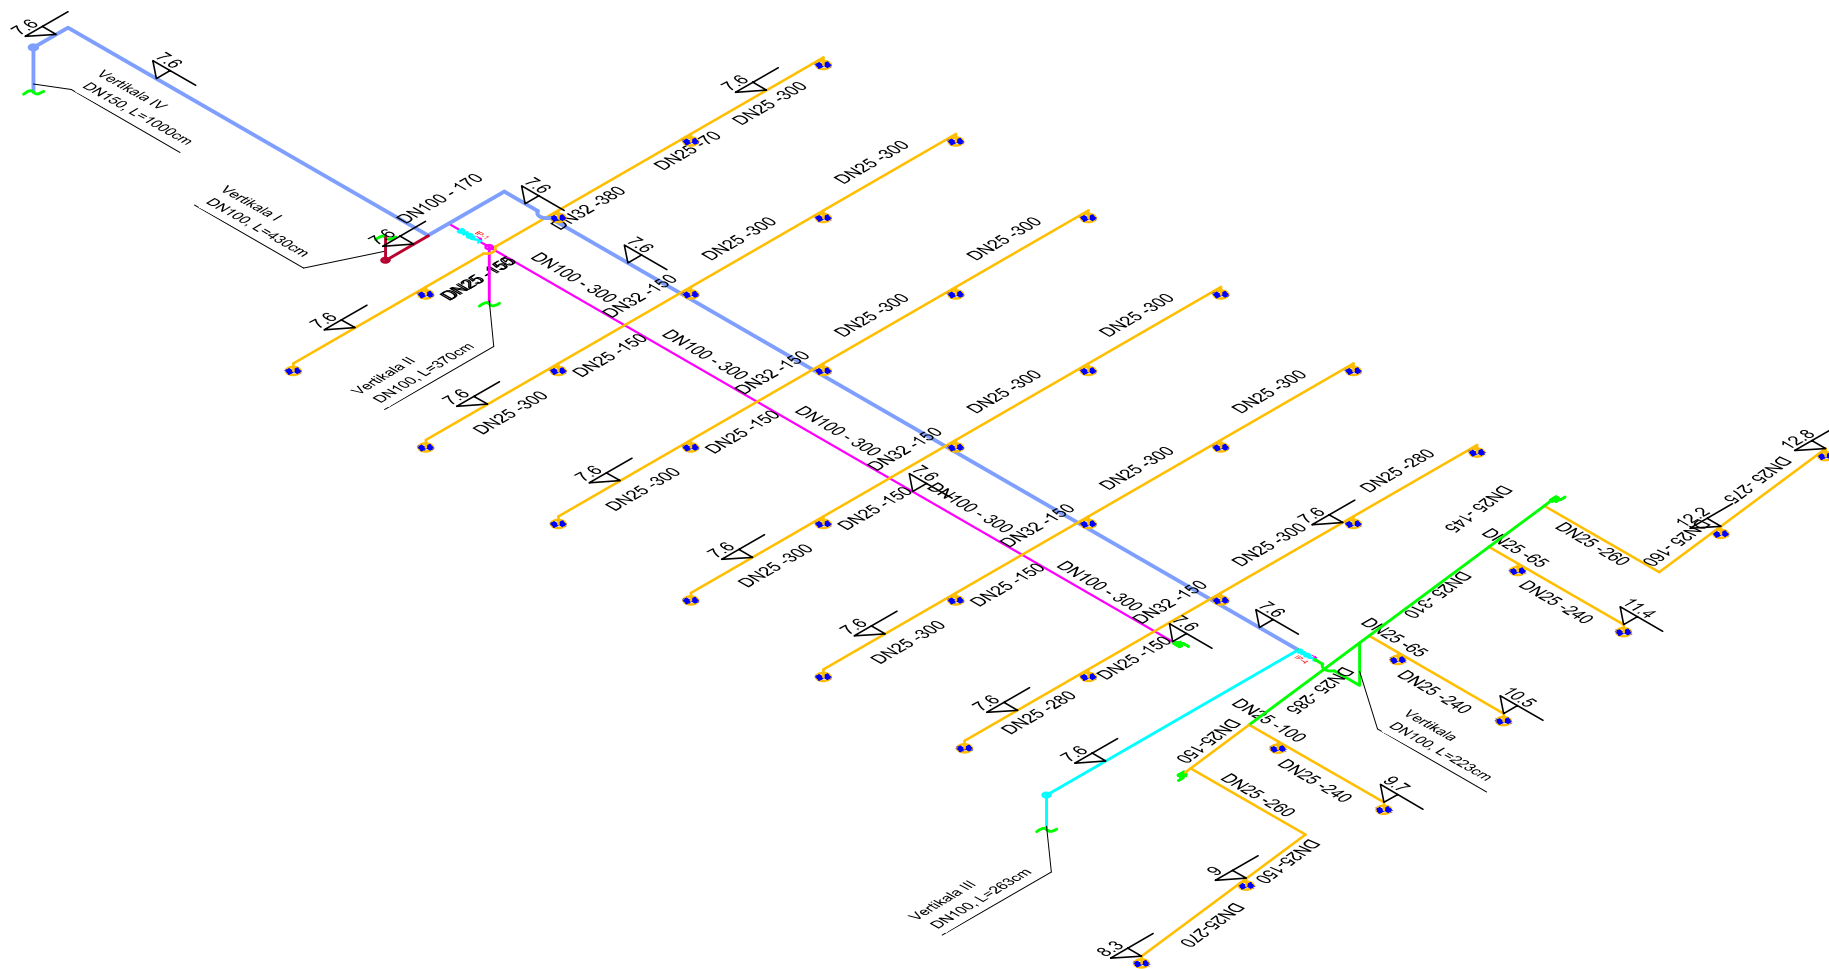 7.6
7.6
Vertikala IV
DN150, L=1000cm
7.6
DN25 -300
DN25 -70
DN25 -300
Vertikala I
DN100, L=430cm
DN100 - 170
7.6
7.6
DN32 -380
DN25 -300
DN25 -300
7.6
DN100 - 300
DN32 -150
DN25 -300
DN25 -300
7.6
Vertikala II
DN100, L=370cm
DN25 -150
DN100 - 300
DN32 -150
DN25 -300
DN25 -300
7.6
DN25 -300
DN25 -150
DN100 - 300
DN32 -150
DN25 -300
DN25 -280
7.6
DN25 -300
DN25 -150
7.6
DN100 - 300
DN32 -150
DN25 -300
7.6
7.6
DN25 -300
DN25 -150
DN100 - 300
DN32 -150
7.6
7.6
7.6
DN25 -300
DN25 -150
7.6
DN25 -280
12.8
DN25 -275
12.2
DN25 -160
DN25 -145
DN25 -260
DN25 -65
DN25 -240
11.4
DN25 -310
DN25 -65
DN25 -240
10.5
DN25 -285
Vertikala
DN100, L=223cm
DN25 -100
DN25 -240
9.7
DN25-150
DN25 -260
DN25-150
9
DN25-270
8.3
7.6
Vertikala III
DN100, L=263cm